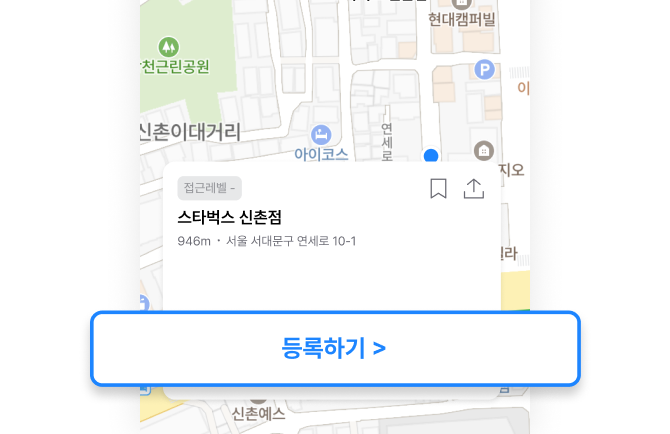 현대캠퍼빌
천근린공원
P
신촌이대거리
연세로
아이코스
지오
접근레벨 -
스타벅스 신촌점
946m · 서울 서대문구 연세로 10-1
등록하기 >
신촌예스